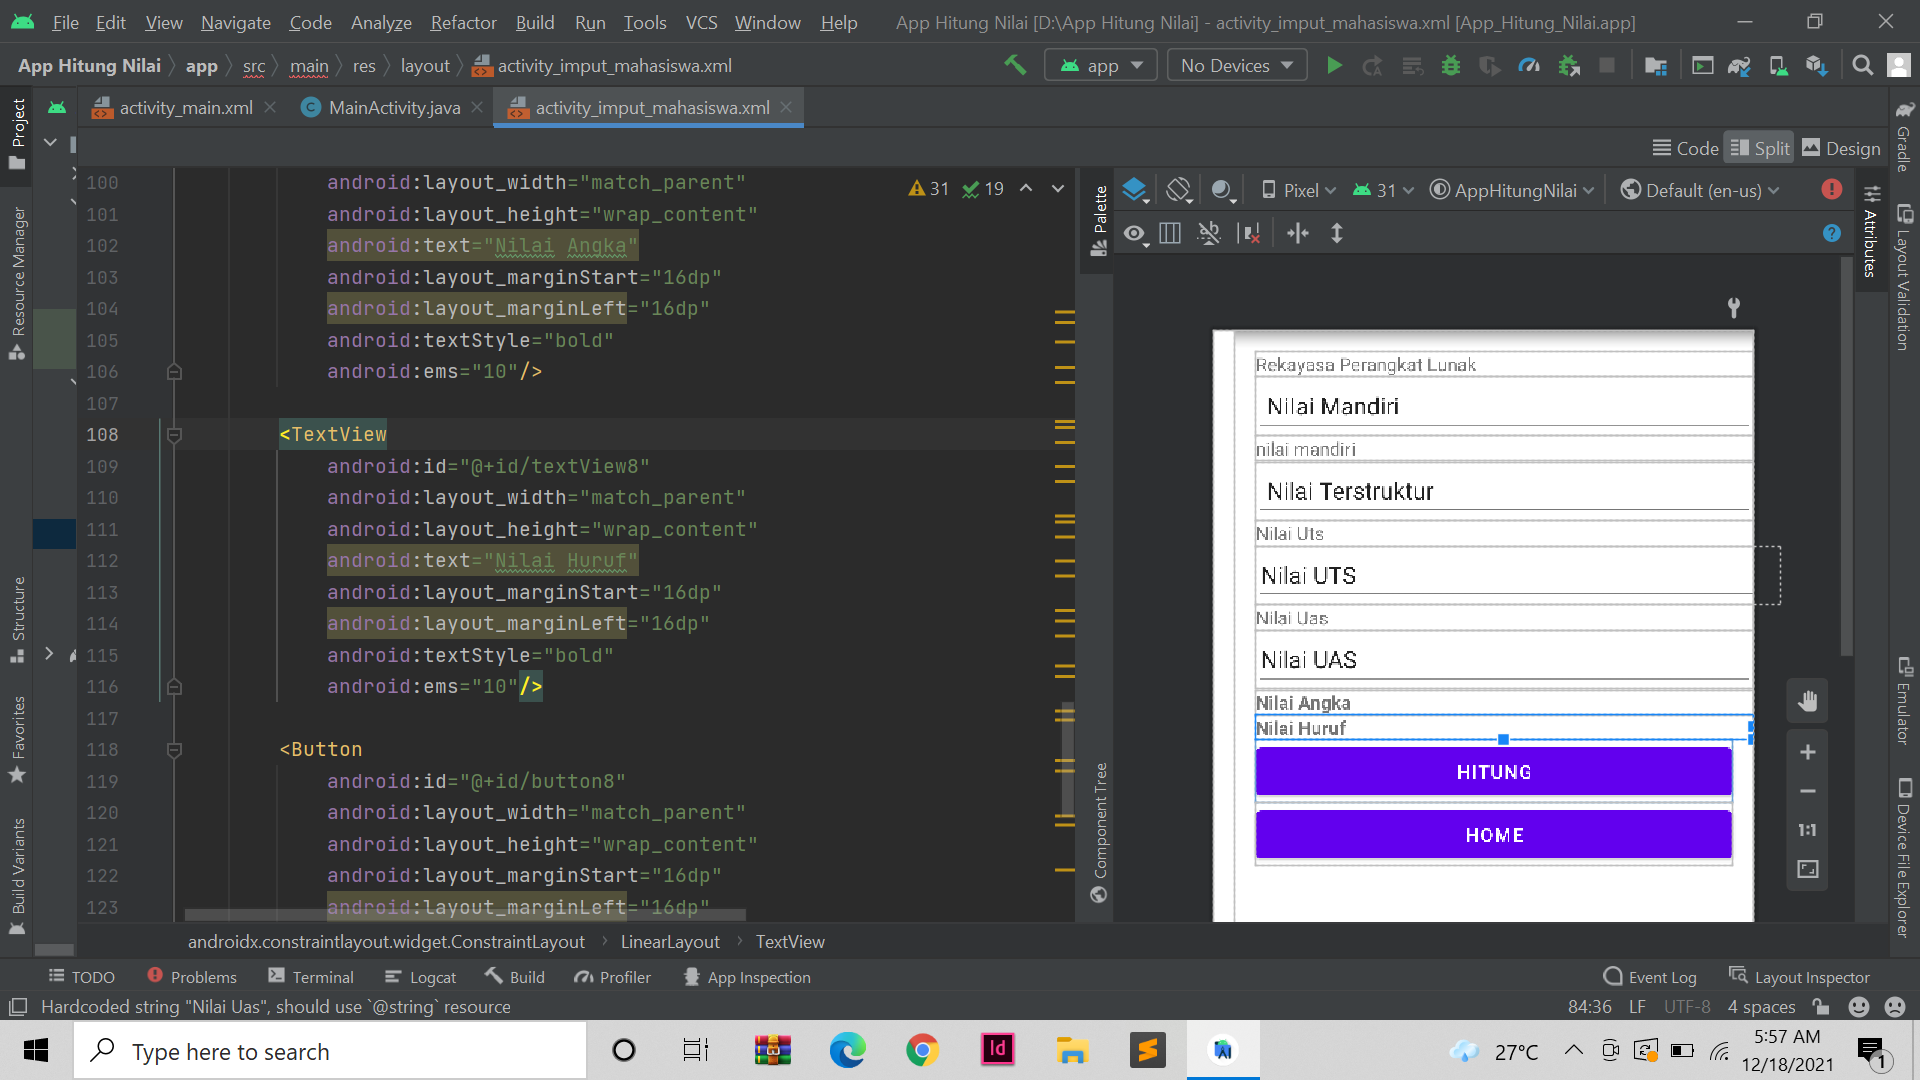 File Edit View Navigate Code Analyze Refactor Build Run Tools VCS Window Help App Hitung Nilai [D:\App Hitung Nilai] - activity_imput_mahasiswa.xml [App_Hitung_Nilai.app]
App Hitung Nilai app src main res layout activity_imput_mahasiswa.xml app No Devices
activity_main.xml MainActivity.java activity_imput_mahasiswa.xml
Code Split Design
Project
Resource Manager
Structure
Favorites
Build Variants
31 19
100 android:layout_width="match_parent"
101 android:layout_height="wrap_content"
102 android:text="Nilai Angka"
103 android:layout_marginStart="16dp"
104 android:layout_marginLeft="16dp"
105 android:textStyle="bold"
106 android:ems="10"/>
107
108 <TextView
109 android:id="@+id/textView8"
110 android:layout_width="match_parent"
111 android:layout_height="wrap_content"
112 android:text="Nilai Huruf"
113 android:layout_marginStart="16dp"
114 android:layout_marginLeft="16dp"
115 android:textStyle="bold"
116 android:ems="10"/>
117
118 <Button
119 android:id="@+id/button8"
120 android:layout_width="match_parent"
121 android:layout_height="wrap_content"
122 android:layout_marginStart="16dp"
123 android:layout_marginLeft="16dp"
Palette
Component Tree
Pixel 31 AppHitungNilai Default (en-us)
Rekayasa Perangkat Lunak
Nilai Mandiri
nilai mandiri
Nilai Terstruktur
Nilai Uts
Nilai UTS
Nilai Uas
Nilai UAS
Nilai Angka
Nilai Huruf
HITUNG
HOME
1:1
Attributes
Gradle
Layout Validation
Emulator
Device File Explorer
androidx.constraintlayout.widget.ConstraintLayout LinearLayout TextView
TODO Problems Terminal Logcat Build Profiler App Inspection Event Log Layout Inspector
Hardcoded string "Nilai Uas", should use `@string` resource 84:36 LF UTF-8 4 spaces
Type here to search Id 27°C 5:57 AM
12/18/2021 1